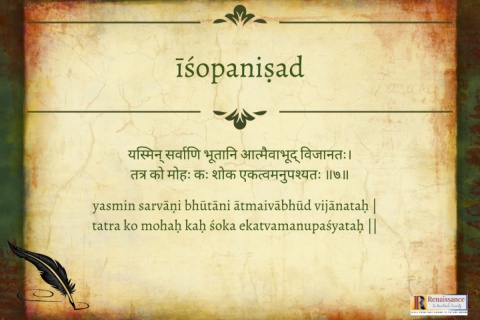 īśopaniṣad
यस्मिन् सर्वाणि भूतानि आत्मैवाभूद् विजानतः।
तत्र को मोहः कः शोक एकत्वमनुपश्यतः ॥७॥
yasmin sarvāṇi bhūtāni ātmaivābhūd vijānataḥ |
tatra ko mohaḥ kaḥ śoka ekatvamanupaśyataḥ ||
Renaissance